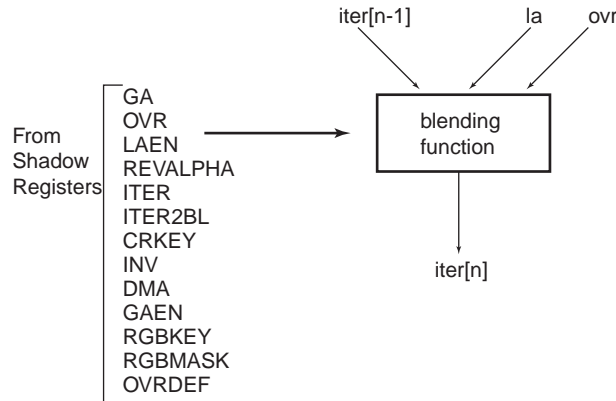 iter[n-1]
la
ovr
blending
function
iter[n]
From
Shadow
Registers
GA
OVR
LAEN
REVALPHA
ITER
ITER2BL
CRKEY
INV
DMA
GAEN
RGBKEY
RGBMASK
OVRDEF